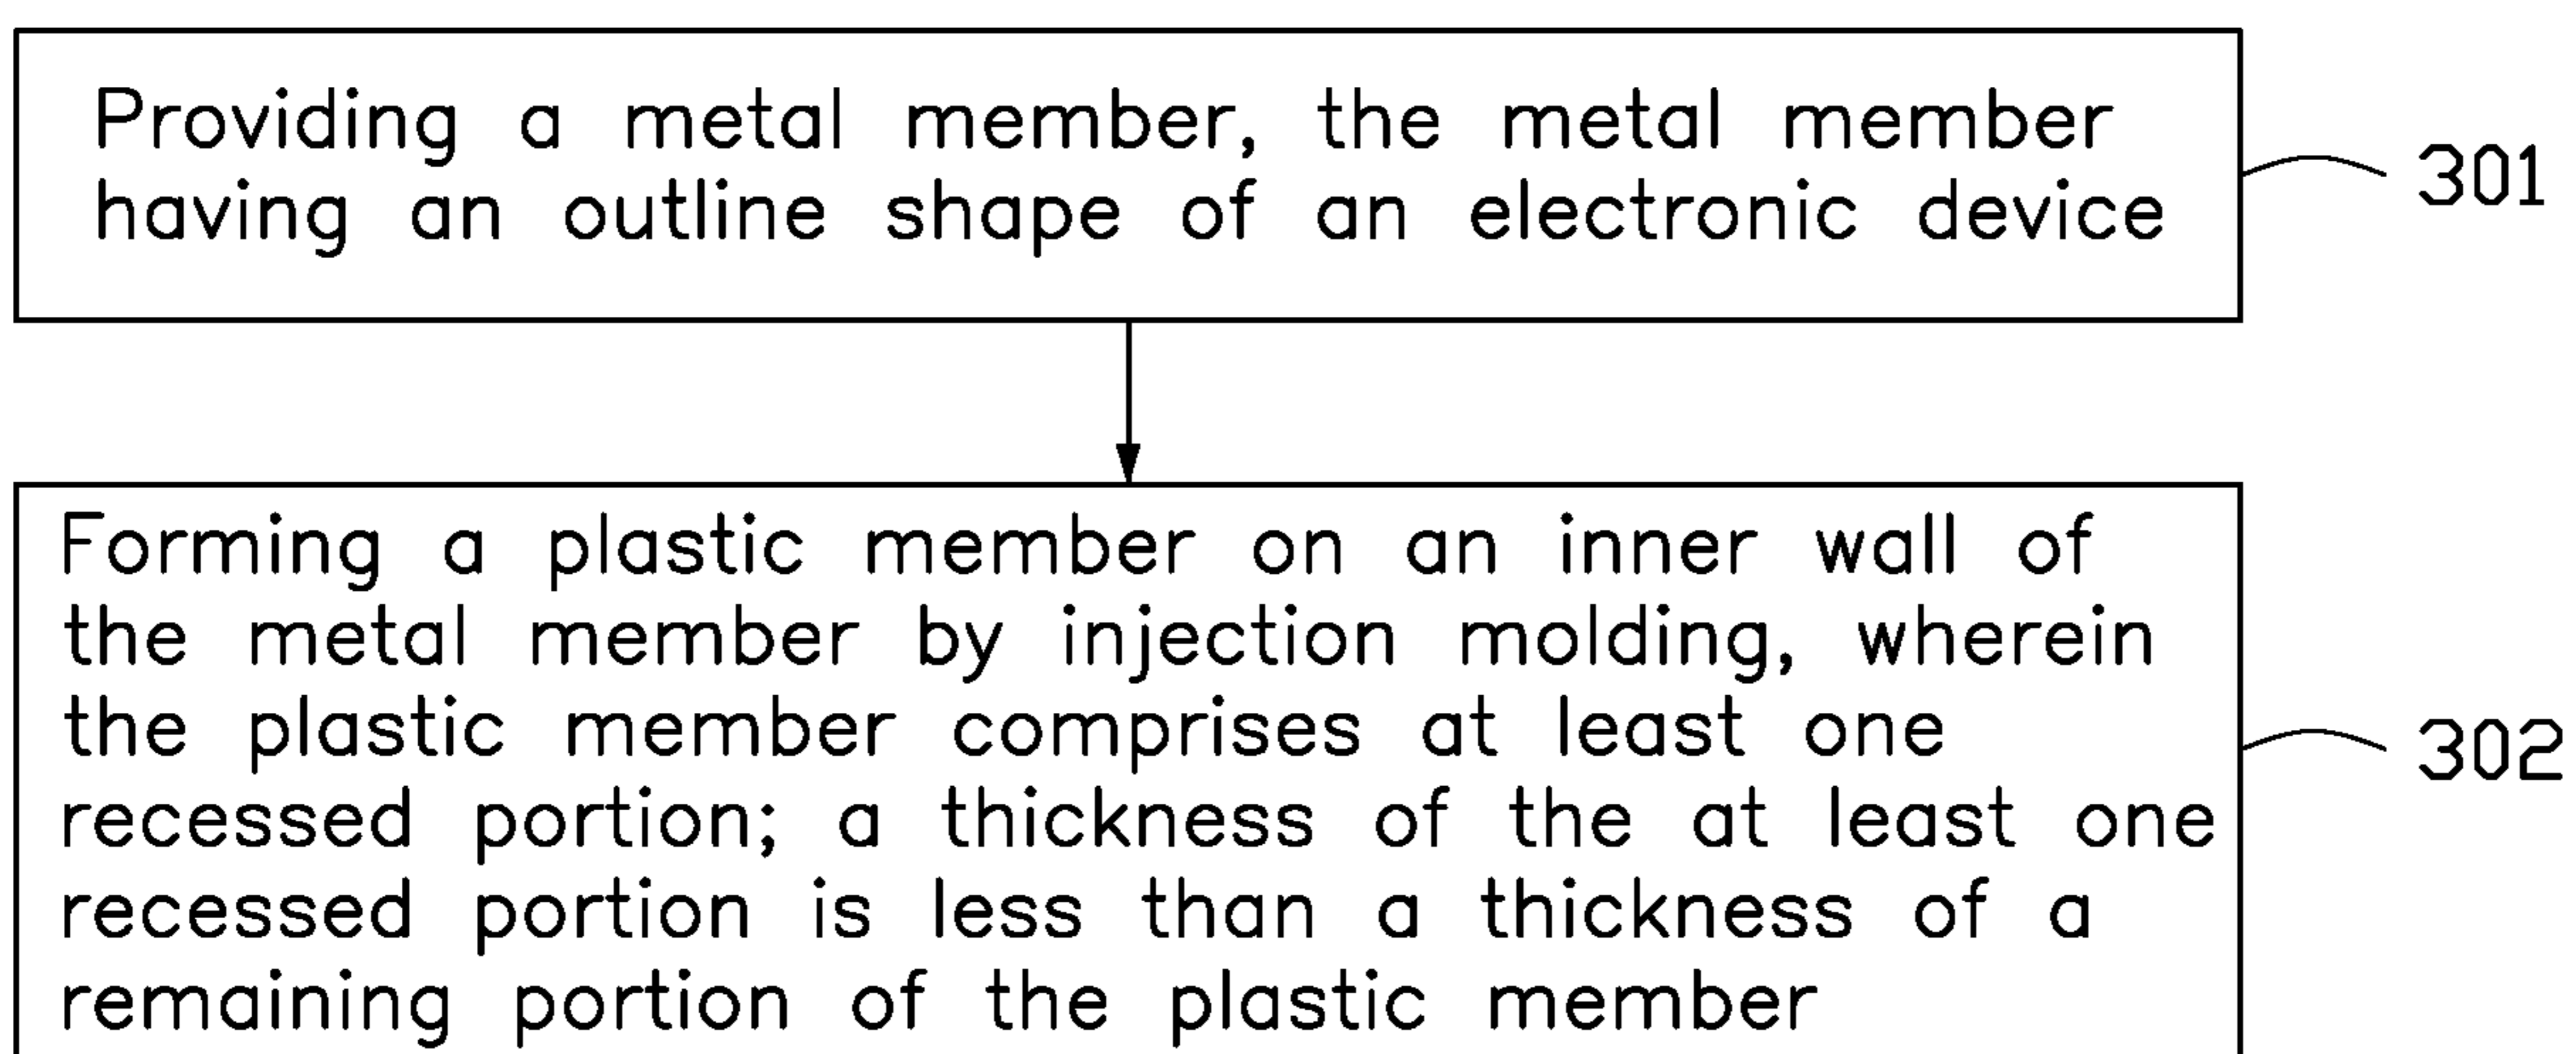 Providing a metal member, the metal member
having an outline shape of an electronic device
301
Forming a plastic member on an inner wall of
the metal member by injection molding, wherein
the plastic member comprises at least one
recessed portion; a thickness of the at least one
recessed portion is less than a thickness of a
remaining portion of the plastic member
302